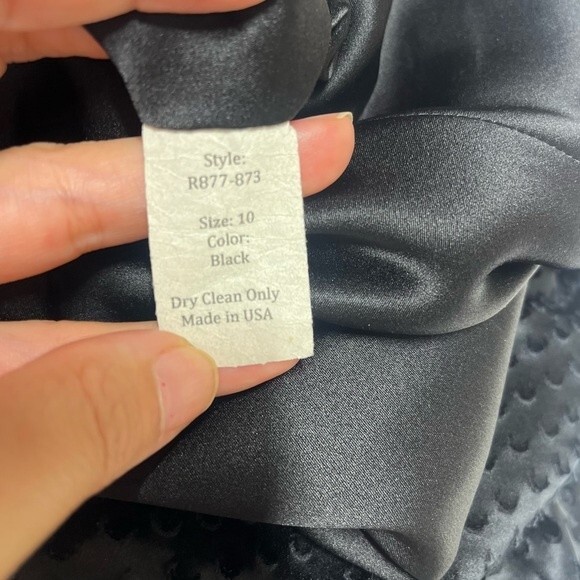 Style:
R877-873
Size: 10
Color:
Black
Dry Clean Only
Made in USA